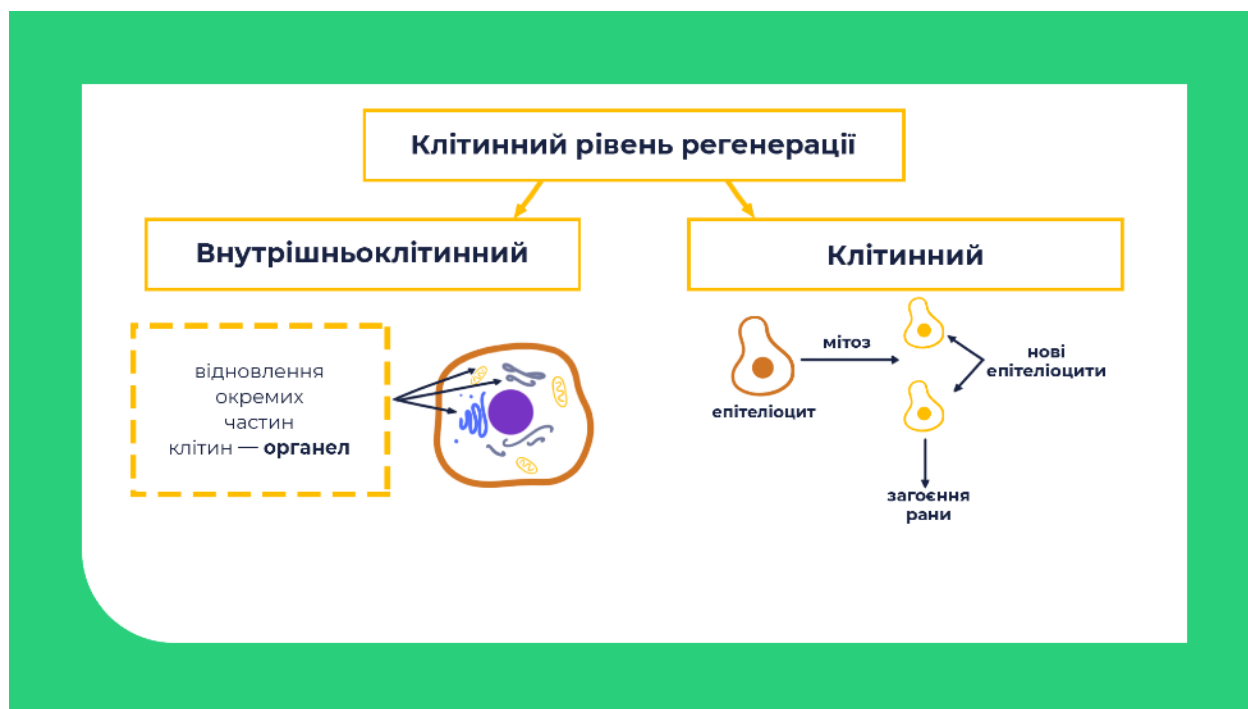 Клітинний рівень регенерації
Внутрішньоклітинний
відновлення
окремих
частин
клітин — органел
Клітинний
епітеліоцит
мітоз
нові
епітеліоцити
загоєння
рани